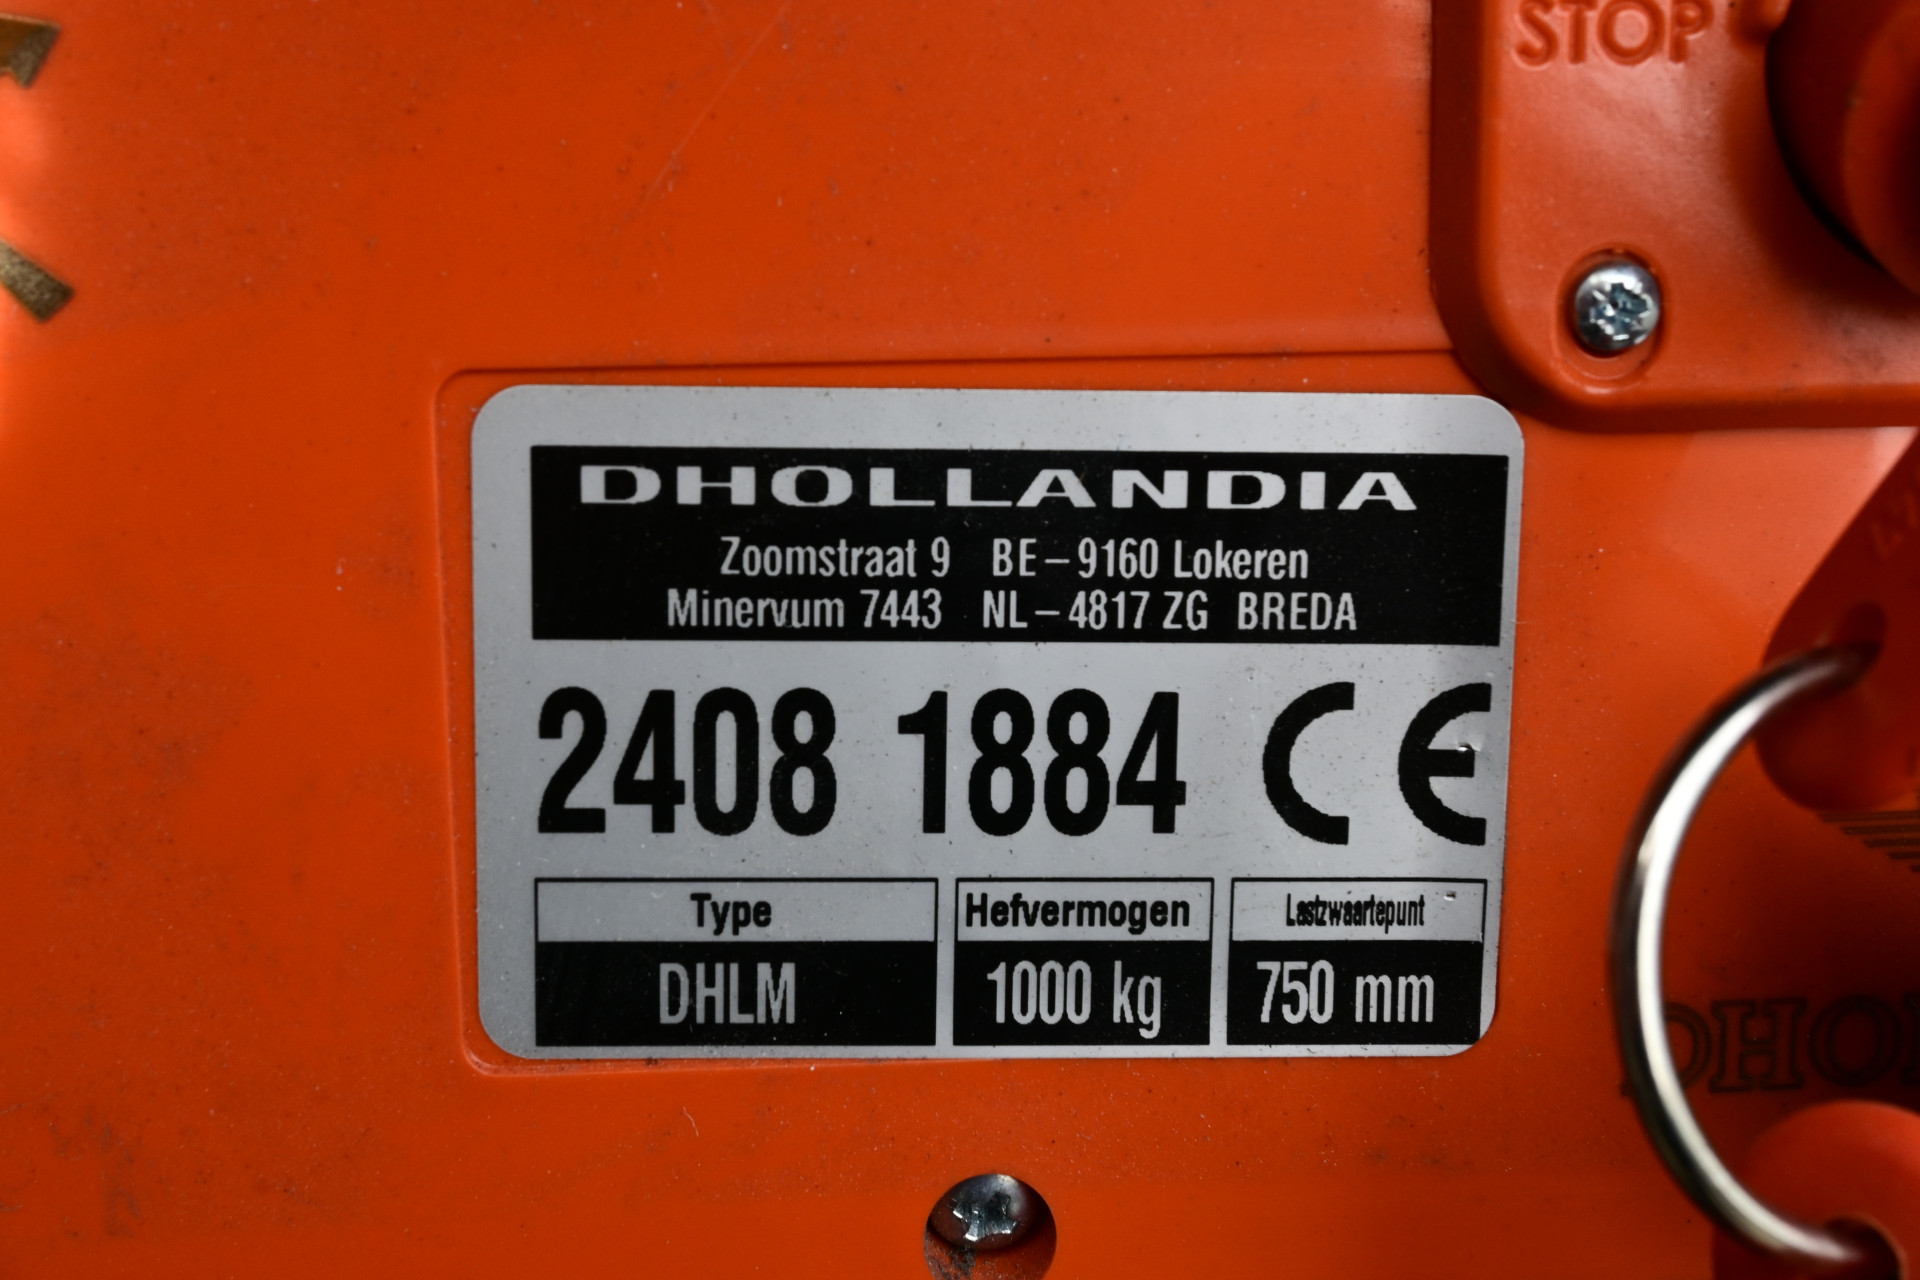 STOP
DHOLLANDIA
Zoomstraat 9 BE-9160 Lokeren
Minervum 7443 NL-4817 ZG BREDA
2408 1884 CE
Type Hefvermogen Lastzwaartepunt
DHLM 1000 kg 750 mm